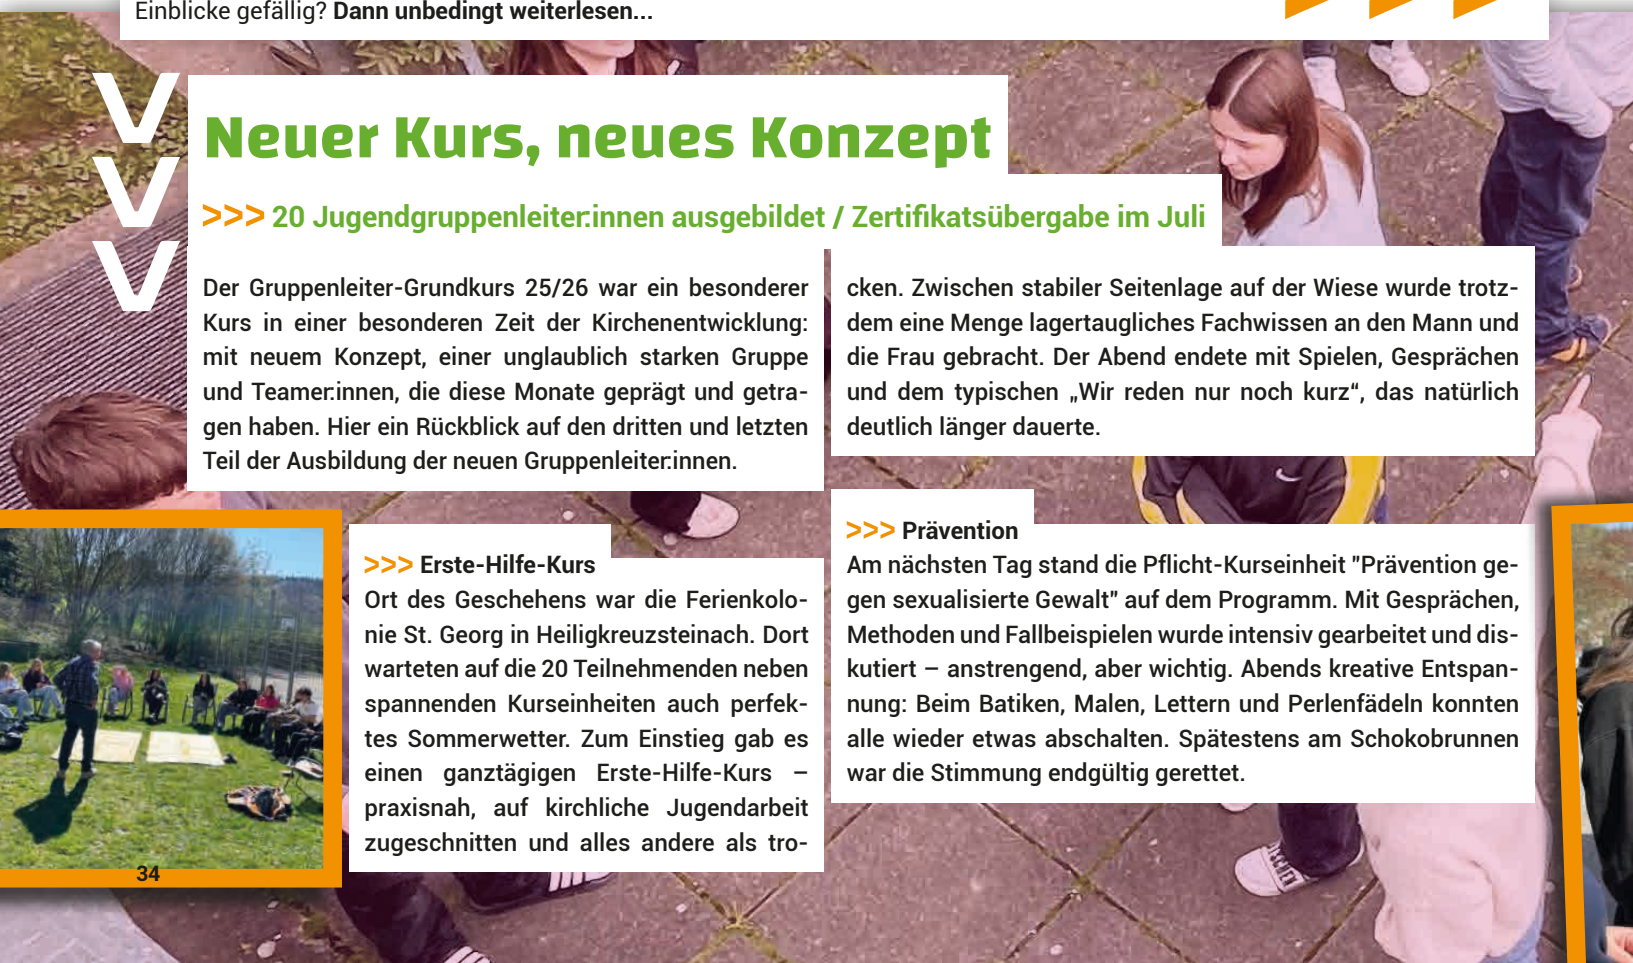 Einblicke gefällig? Dann unbedingt weiterlesen...
Neuer Kurs, neues Konzept
>>> 20 Jugendgruppenleiter:innen ausgebildet / Zertifikatsübergabe im Juli
Der Gruppenleiter-Grundkurs 25/26 war ein besonderer
Kurs in einer besonderen Zeit der Kirchenentwicklung:
mit neuem Konzept, einer unglaublich starken Gruppe
und Teamer:innen, die diese Monate geprägt und getra-
gen haben. Hier ein Rückblick auf den dritten und letzten
Teil der Ausbildung der neuen Gruppenleiter:innen.
>>> Erste-Hilfe-Kurs
Ort des Geschehens war die Ferienkolo-
nie St. Georg in Heiligkreuzsteinach. Dort
warteten auf die 20 Teilnehmenden neben
spannenden Kurseinheiten auch perfek-
tes Sommerwetter. Zum Einstieg gab es
einen ganztägigen Erste-Hilfe-Kurs –
praxisnah, auf kirchliche Jugendarbeit
zugeschnitten und alles andere als tro-
cken. Zwischen stabiler Seitenlage auf der Wiese wurde trotz-
dem eine Menge lagertaugliches Fachwissen an den Mann und
die Frau gebracht. Der Abend endete mit Spielen, Gesprächen
und dem typischen „Wir reden nur noch kurz“, das natürlich
deutlich länger dauerte.
>>> Prävention
Am nächsten Tag stand die Pflicht-Kurseinheit "Prävention ge-
gen sexualisierte Gewalt" auf dem Programm. Mit Gesprächen,
Methoden und Fallbeispielen wurde intensiv gearbeitet und dis-
kutiert – anstrengend, aber wichtig. Abends kreative Entspan-
nung: Beim Batiken, Malen, Lettern und Perlenfädeln konnten
alle wieder etwas abschalten. Spätestens am Schokobrunnen
war die Stimmung endgültig gerettet.
34